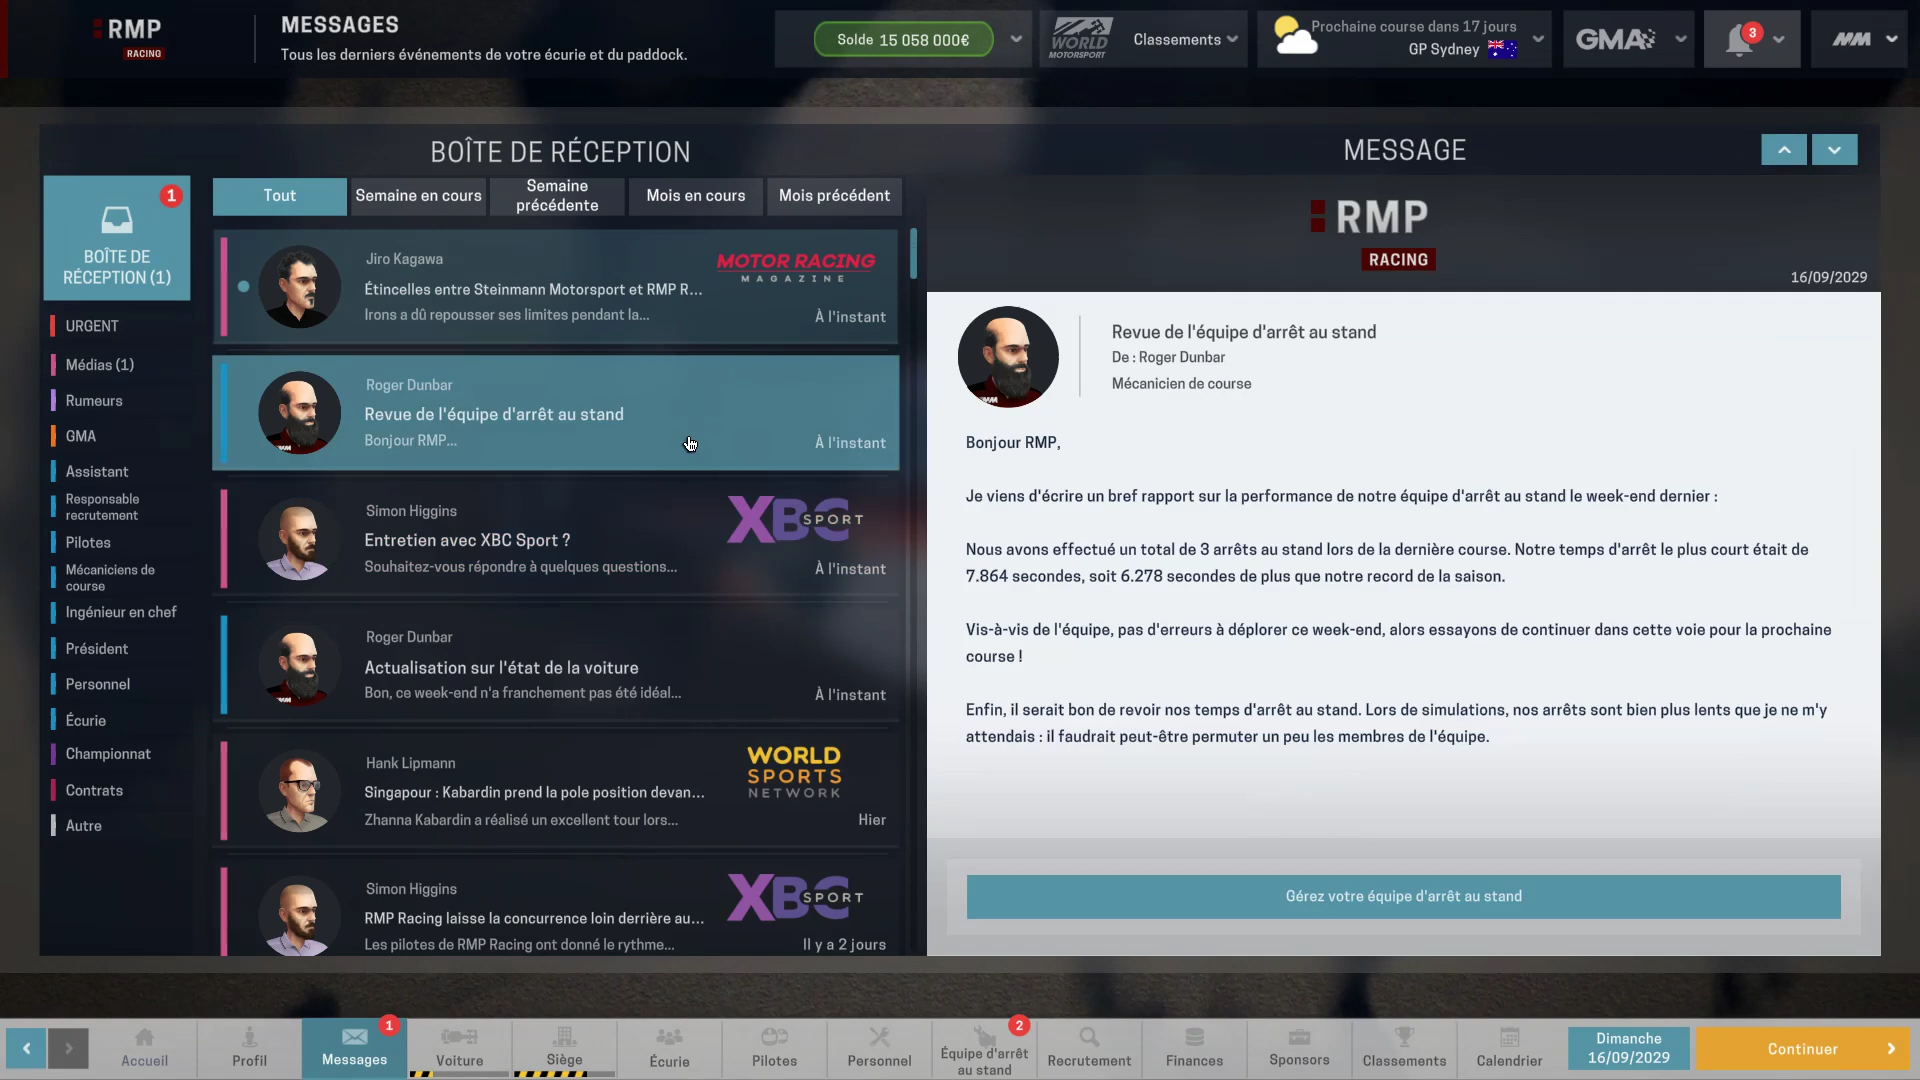 RMP
RACING
MESSAGES
Tous les derniers événements de votre écurie et du paddock.
Solde 15 058 000€
WORLD
MOTORSPORT
Classements
Prochaine course dans 17 jours
GP Sydney
GMA
3
BOÎTE DE RÉCEPTION
MESSAGE
1
BOÎTE DE
RÉCEPTION (1)
Tout
Semaine en cours
Semaine
précédente
Mois en cours
Mois précédent
URGENT
Médias (1)
Rumeurs
GMA
Assistant
Responsable
recrutement
Pilotes
Mécaniciens de
course
Ingénieur en chef
Président
Personnel
Écurie
Championnat
Contrats
Autre
Jiro Kagawa
MOTOR RACING
MAGAZINE
Étincelles entre Steinmann Motorsport et RMP R...
Irons a dû repousser ses limites pendant la...
À l'instant
Roger Dunbar
Revue de l'équipe d'arrêt au stand
Bonjour RMP...
À l'instant
Simon Higgins
XBC SPORT
Entretien avec XBC Sport ?
Souhaitez-vous répondre à quelques questions...
À l'instant
Roger Dunbar
Actualisation sur l'état de la voiture
Bon, ce week-end n'a franchement pas été idéal...
À l'instant
Hank Lipmann
WORLD
SPORTS
NETWORK
Singapour : Kabardin prend la pole position devan...
Zhanna Kabardin a réalisé un excellent tour lors...
Hier
Simon Higgins
XBC SPORT
RMP Racing laisse la concurrence loin derrière au...
Les pilotes de RMP Racing ont donné le rythme...
Il y a 2 jours
RMP
RACING
16/09/2029
Revue de l'équipe d'arrêt au stand
De : Roger Dunbar
Mécanicien de course
Bonjour RMP,
Je viens d'écrire un bref rapport sur la performance de notre équipe d'arrêt au stand le week-end dernier :
Nous avons effectué un total de 3 arrêts au stand lors de la dernière course. Notre temps d'arrêt le plus court était de
7.864 secondes, soit 6.278 secondes de plus que notre record de la saison.
Vis-à-vis de l'équipe, pas d'erreurs à déplorer ce week-end, alors essayons de continuer dans cette voie pour la prochaine
course !
Enfin, il serait bon de revoir nos temps d'arrêt au stand. Lors de simulations, nos arrêts sont bien plus lents que je ne m'y
attendais : il faudrait peut-être permuter un peu les membres de l'équipe.
Gérez votre équipe d'arrêt au stand
Accueil
Profil
1
Messages
Voiture
Siège
Écurie
Pilotes
Personnel
2
Équipe d'arrêt
au stand
Recrutement
Finances
Sponsors
Classements
Calendrier
Dimanche
16/09/2029
Continuer